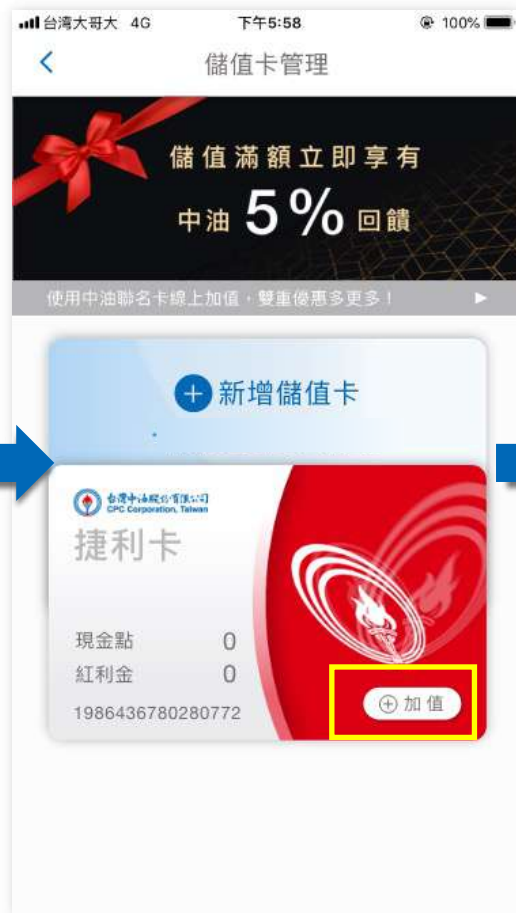 台灣大哥大 4G 下午5:58 100%
儲值卡管理
儲值滿額立即享有
中油 5% 回饋
使用中油聯名卡線上加值，雙重優惠多更多！
新增儲值卡
台灣中油股份有限公司
CPC Corporation, Taiwan
捷利卡
現金點 0
紅利金 0
1986436780280772
加值